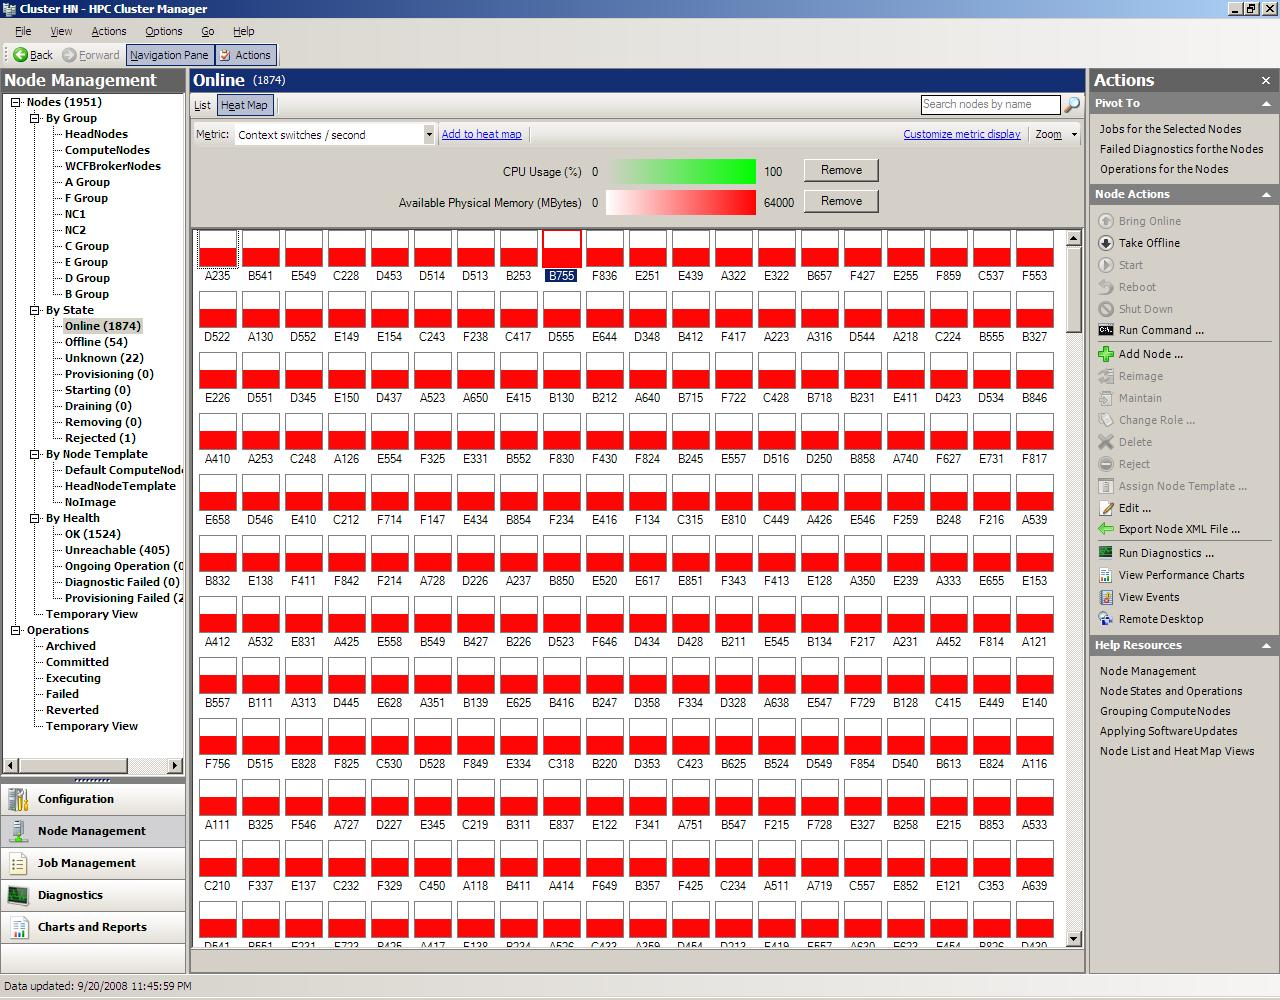 Cluster HN - HPC Cluster Manager
File View Actions Options Go Help
Back Forward Navigation Pane Actions
Node Management
Nodes (1951)
By Group
HeadNodes
ComputeNodes
WCFBrokerNodes
A Group
F Group
NC1
NC2
C Group
E Group
D Group
B Group
By State
Online (1874)
Offline (54)
Unknown (22)
Provisioning (0)
Starting (0)
Draining (0)
Removing (0)
Rejected (1)
By Node Template
Default ComputeNod
HeadNodeTemplate
NoImage
By Health
OK (1524)
Unreachable (405)
Ongoing Operation (0
Diagnostic Failed (0)
Provisioning Failed (2
Temporary View
Operations
Archived
Committed
Executing
Failed
Reverted
Temporary View
Configuration
Node Management
Job Management
Diagnostics
Charts and Reports
Online (1874)
List Heat Map Search nodes by name
Metric: Context switches / second Add to heat map Customize metric display Zoom
CPU Usage (%) 0 100 Remove
Available Physical Memory (MBytes) 0 64000 Remove
A235 B541 E549 C228 D453 D514 D513 B253 B755 F836 E251 E439 A322 E322 B657 F427 E255 F859 C537 F553
D522 A130 D552 E149 E154 C243 F238 C417 D555 E644 D348 B412 F417 A223 A316 D544 A218 C224 B555 B327
E226 D551 D345 E150 D437 A523 A650 E415 B130 B212 A640 B715 F722 C428 B718 B231 E411 D423 D534 B846
A410 A253 C248 A126 E554 F325 E331 B552 F830 F430 F824 B245 E557 D516 D250 B858 A740 F627 E731 F817
E658 D546 E410 C212 F714 F147 E434 B854 F234 E416 F134 C315 E810 C449 A426 E546 F259 B248 F216 A539
B832 E138 F411 F842 F214 A728 D226 A237 B850 E520 E617 E851 F343 F413 E128 A350 E239 A333 E655 E153
A412 A532 E831 A425 E558 B549 B427 B226 D523 F646 D434 D428 B211 E545 B134 F217 A231 A452 F814 A121
B557 B111 A313 D445 E628 A351 B139 E625 B416 B247 D358 F334 D328 A638 E547 F729 B128 C415 E449 E140
F756 D515 E828 F825 C530 D528 F849 E334 C318 B220 D353 C423 B625 B524 D549 F854 D540 B613 E824 A116
A111 B325 F546 A727 D227 E345 C219 B311 E837 E122 F341 A751 B547 F215 F728 E327 B258 E215 B853 A533
C210 F337 E137 C232 F329 C450 A118 B411 A414 F649 B357 F425 C234 A511 A719 C557 E852 E121 C353 A639
Actions
Pivot To
Jobs for the Selected Nodes
Failed Diagnostics for the Nodes
Operations for the Nodes
Node Actions
Bring Online
Take Offline
Start
Reboot
Shut Down
Run Command ...
Add Node ...
Reimage
Maintain
Change Role ...
Delete
Reject
Assign Node Template ...
Edit ...
Export Node XML File ...
Run Diagnostics ...
View Performance Charts
View Events
Remote Desktop
Help Resources
Node Management
Node States and Operations
Grouping Compute Nodes
Applying Software Updates
Node List and Heat Map Views
Data updated: 9/20/2008 11:45:59 PM